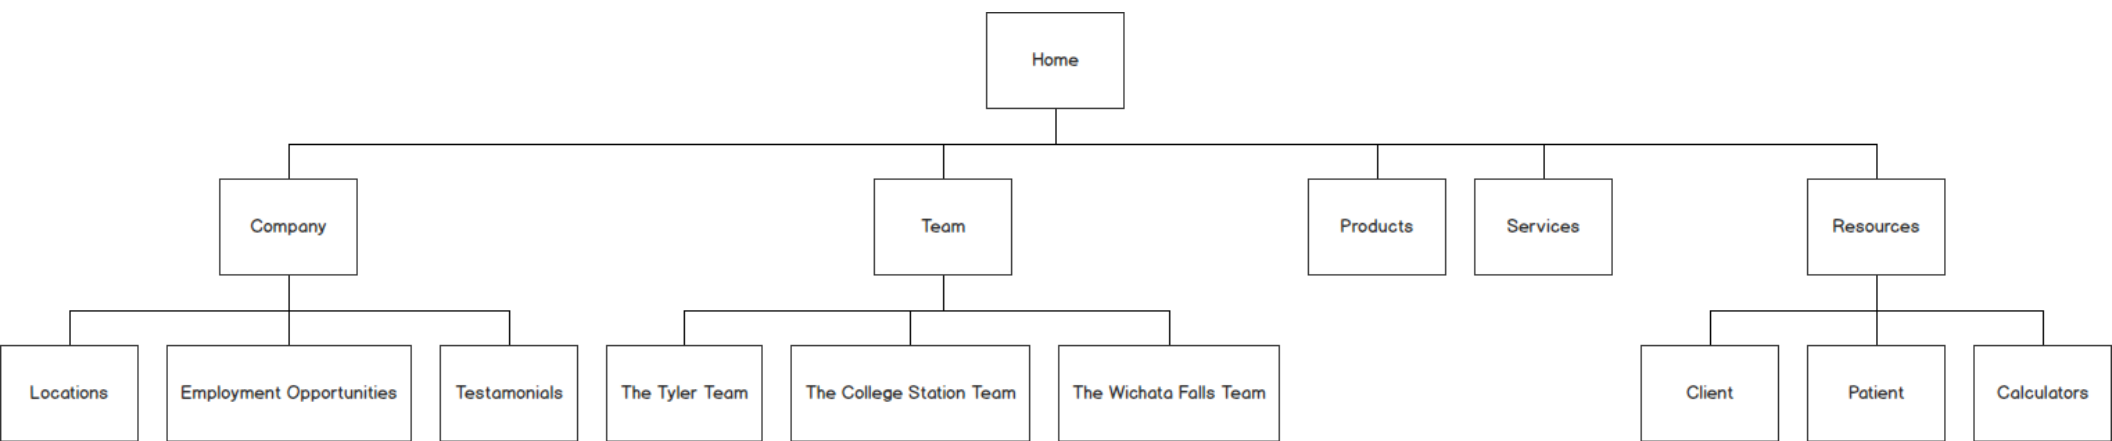 Home
Company
Team
Products
Services
Resources
Locations
Employment Opportunities
Testamonials
The Tyler Team
The College Station Team
The Wichata Falls Team
Client
Patient
Calculators